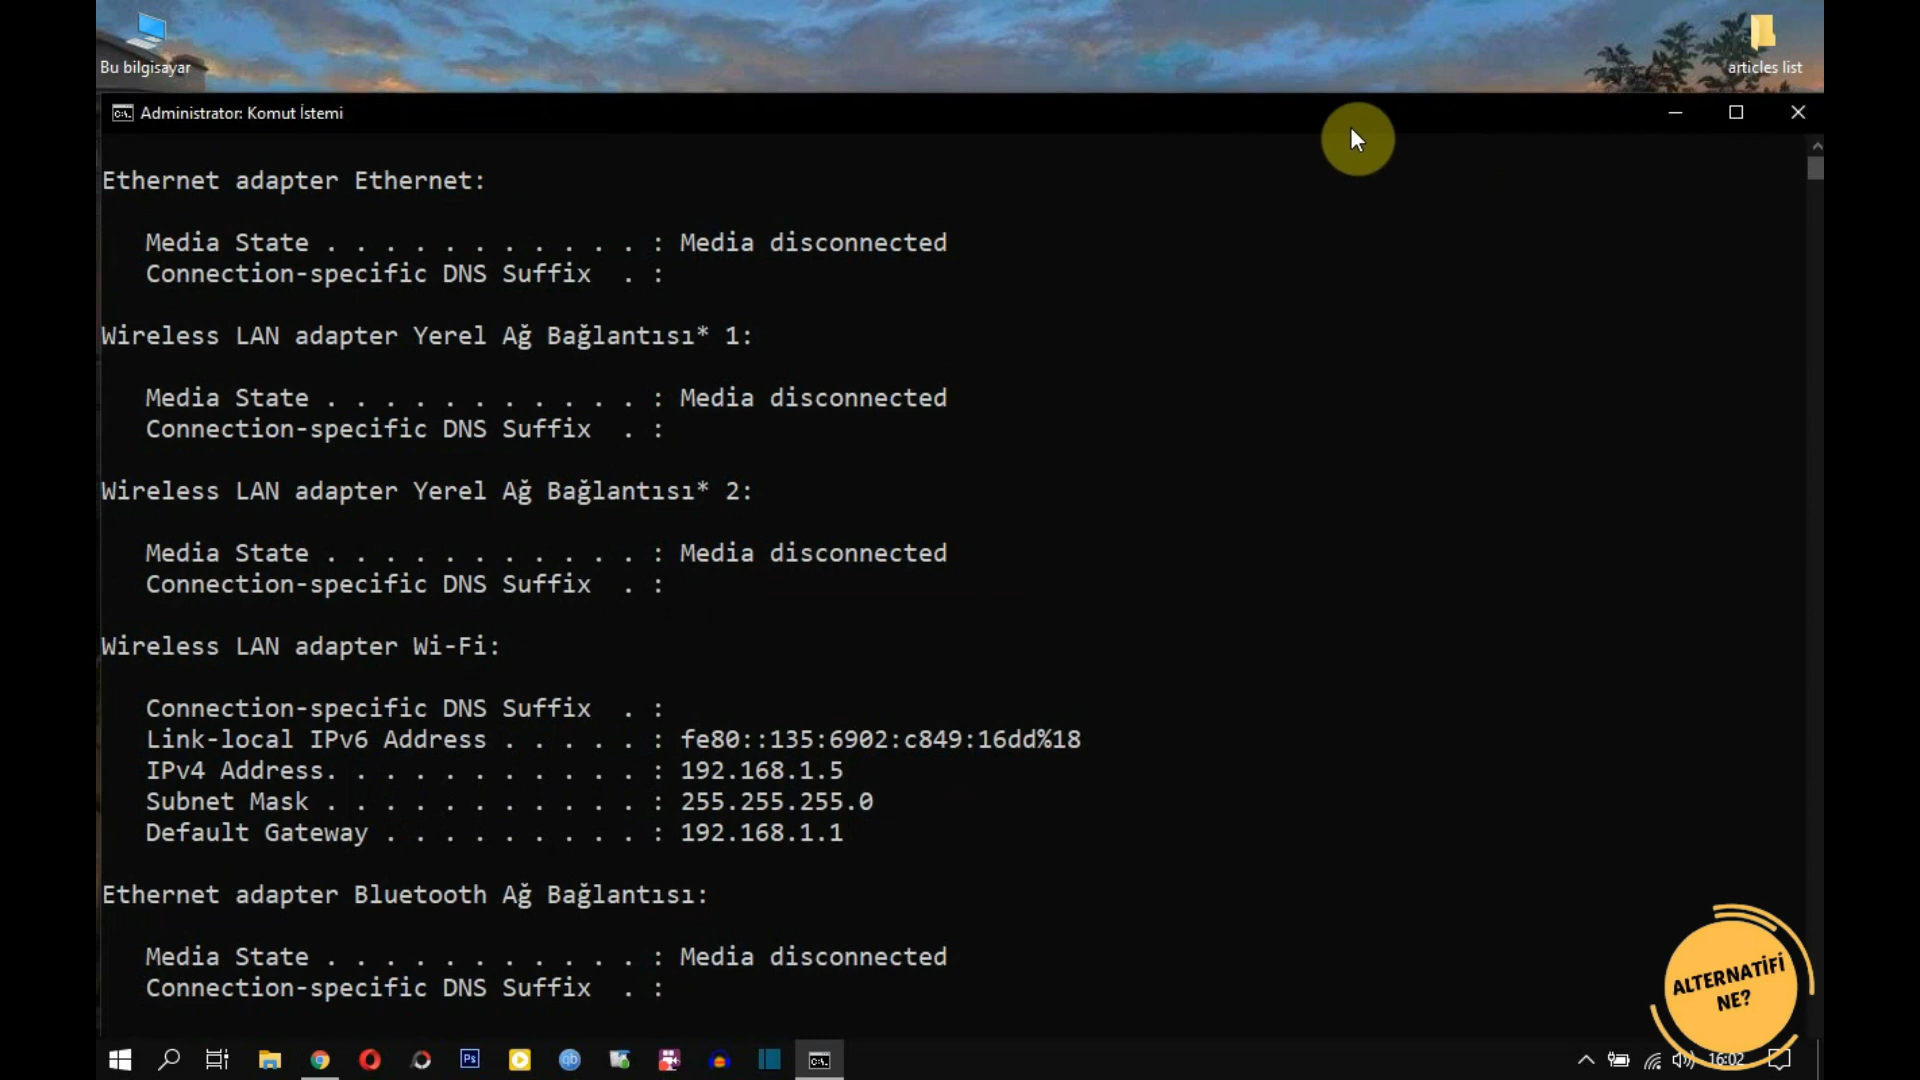 Bu bilgisayar
articles list
Administrator: Komut İstemi
Ethernet adapter Ethernet:
Media State . . . . . . . . . . . : Media disconnected
Connection-specific DNS Suffix  . :
Wireless LAN adapter Yerel Ağ Bağlantısı* 1:
Media State . . . . . . . . . . . : Media disconnected
Connection-specific DNS Suffix  . :
Wireless LAN adapter Yerel Ağ Bağlantısı* 2:
Media State . . . . . . . . . . . : Media disconnected
Connection-specific DNS Suffix  . :
Wireless LAN adapter Wi-Fi:
Connection-specific DNS Suffix  . :
Link-local IPv6 Address . . . . . : fe80::135:6902:c849:16dd%18
IPv4 Address. . . . . . . . . . . : 192.168.1.5
Subnet Mask . . . . . . . . . . . : 255.255.255.0
Default Gateway . . . . . . . . . : 192.168.1.1
Ethernet adapter Bluetooth Ağ Bağlantısı:
Media State . . . . . . . . . . . : Media disconnected
Connection-specific DNS Suffix  . :
ALTERNATİFİ
NE?
Ps
qb
16:02